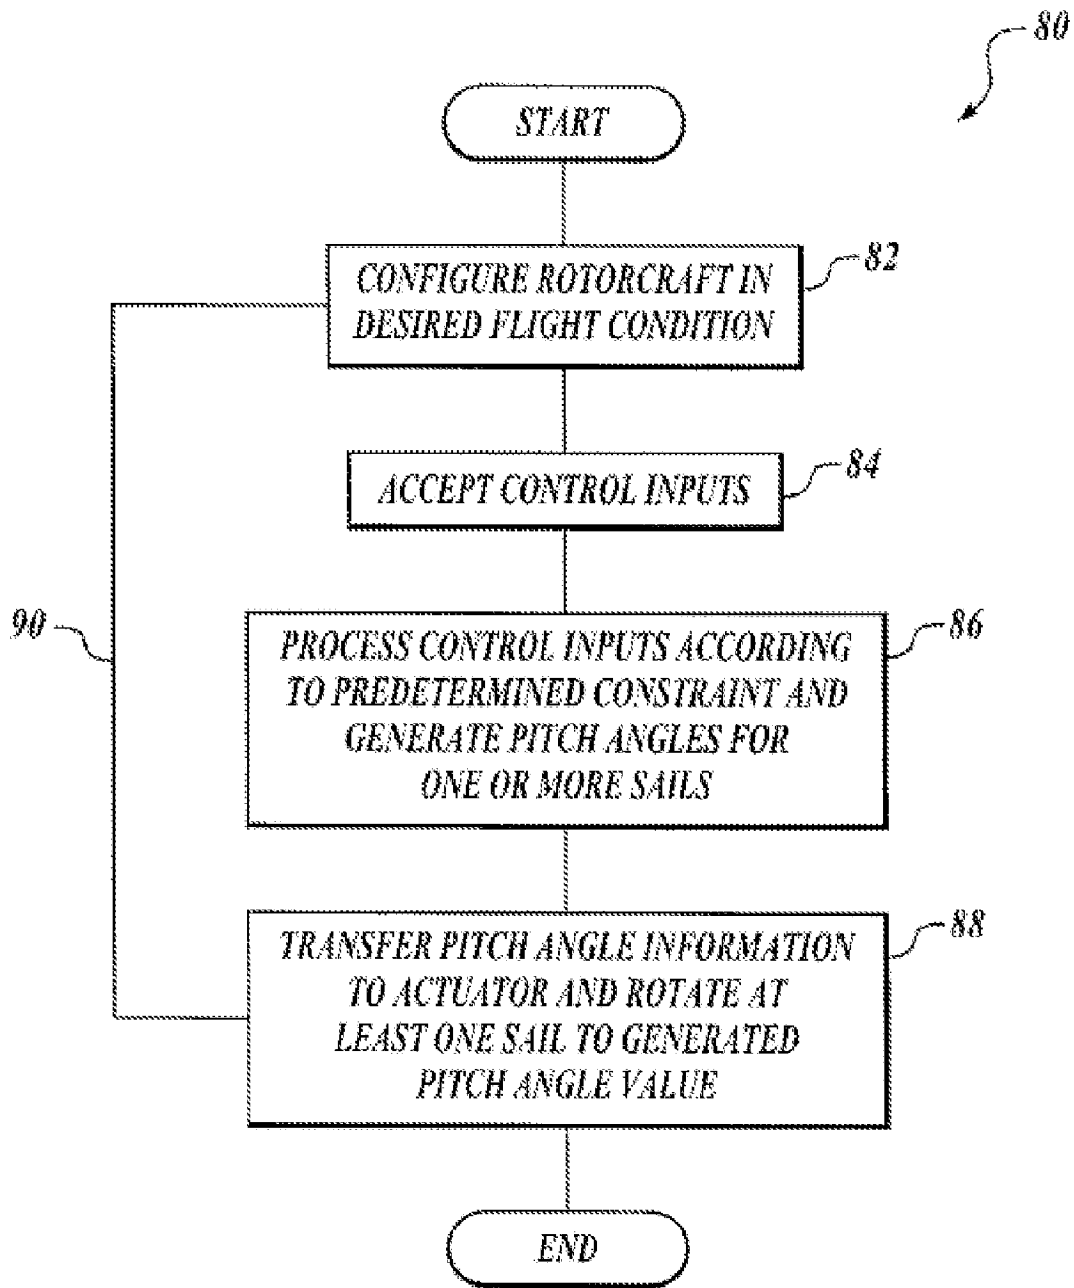 80
START
CONFIGURE ROTORCRAFT IN
DESIRED FLIGHT CONDITION
82
ACCEPT CONTROL INPUTS
84
90
PROCESS CONTROL INPUTS ACCORDING
TO PREDETERMINED CONSTRAINT AND
GENERATE PITCH ANGLES FOR
ONE OR MORE SAILS
86
TRANSFER PITCH ANGLE INFORMATION
TO ACTUATOR AND ROTATE AT
LEAST ONE SAIL TO GENERATED
PITCH ANGLE VALUE
88
END